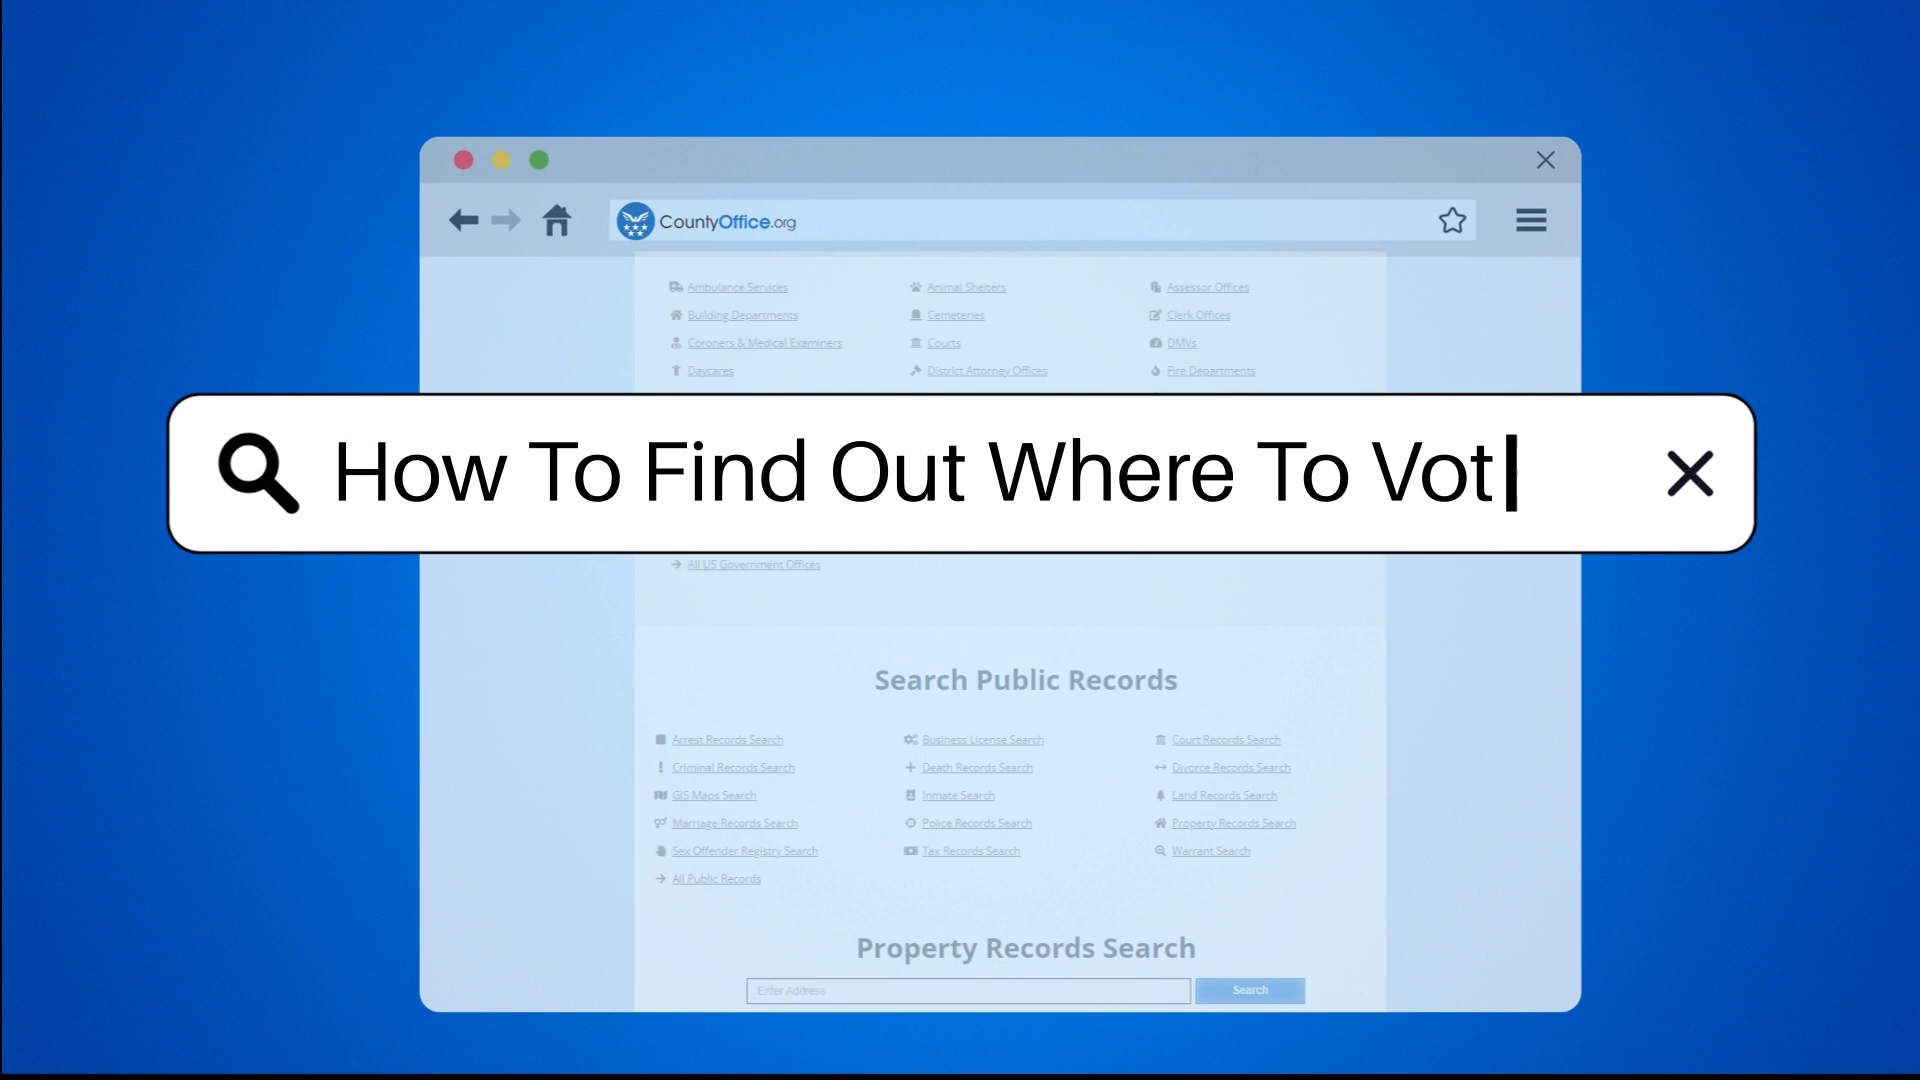 CountyOffice.org
Ambulance Services Animal Shelters Assessor Offices
Building Departments Cemeteries Clerk Offices
Coroners & Medical Examiners Courts DMVs
Daycares District Attorney Offices Fire Departments
How To Find Out Where To Vot
All US Government Offices
Search Public Records
Arrest Records Search Business License Search Court Records Search
Criminal Records Search Death Records Search Divorce Records Search
GIS Maps Search Inmate Search Land Records Search
Marriage Records Search Police Records Search Property Records Search
Sex Offender Registry Search Tax Records Search Warrant Search
All Public Records
Property Records Search
Enter Address Search